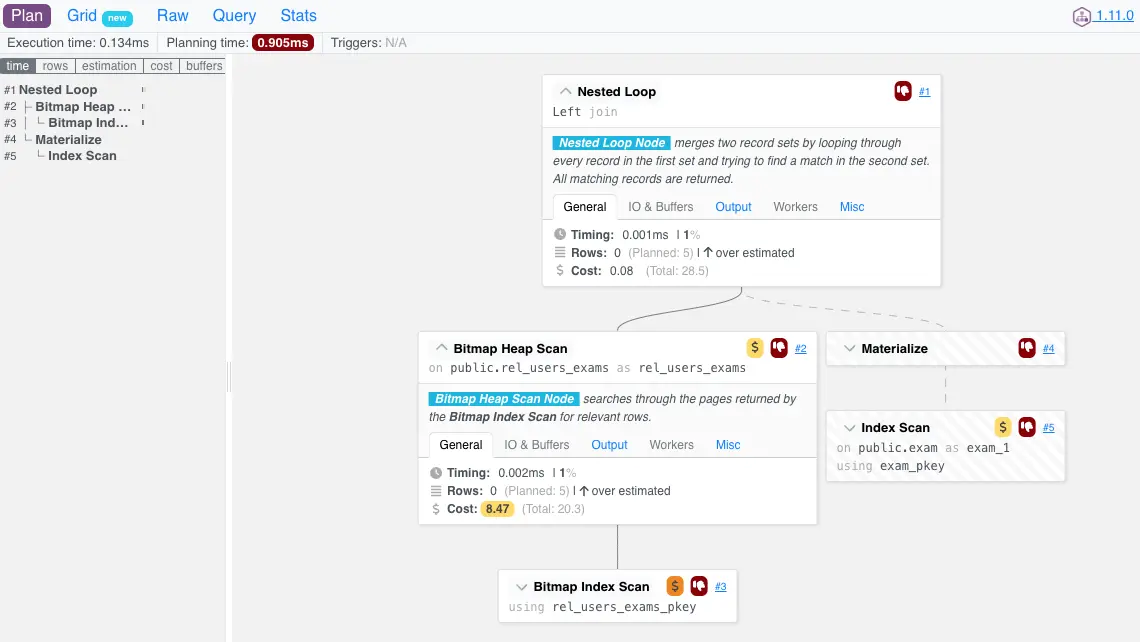 Plan Grid new Raw Query Stats 1.11.0
Execution time: 0.134ms Planning time: 0.905ms Triggers: N/A
time rows estimation cost buffers
#1 Nested Loop
#2 Bitmap Heap ...
#3 Bitmap Ind...
#4 Materialize
#5 Index Scan
Nested Loop #1
Left join
Nested Loop Node merges two record sets by looping through
every record in the first set and trying to find a match in the second set.
All matching records are returned.
General IO & Buffers Output Workers Misc
Timing: 0.001ms | 1%
Rows: 0 (Planned: 5) | over estimated
$ Cost: 0.08 (Total: 28.5)
Bitmap Heap Scan $ #2
on public.rel_users_exams as rel_users_exams
Bitmap Heap Scan Node searches through the pages returned by
the Bitmap Index Scan for relevant rows.
General IO & Buffers Output Workers Misc
Timing: 0.002ms | 1%
Rows: 0 (Planned: 5) | over estimated
$ Cost: 8.47 (Total: 20.3)
Materialize #4
Index Scan $ #5
on public.exam as exam_1
using exam_pkey
Bitmap Index Scan $ #3
using rel_users_exams_pkey